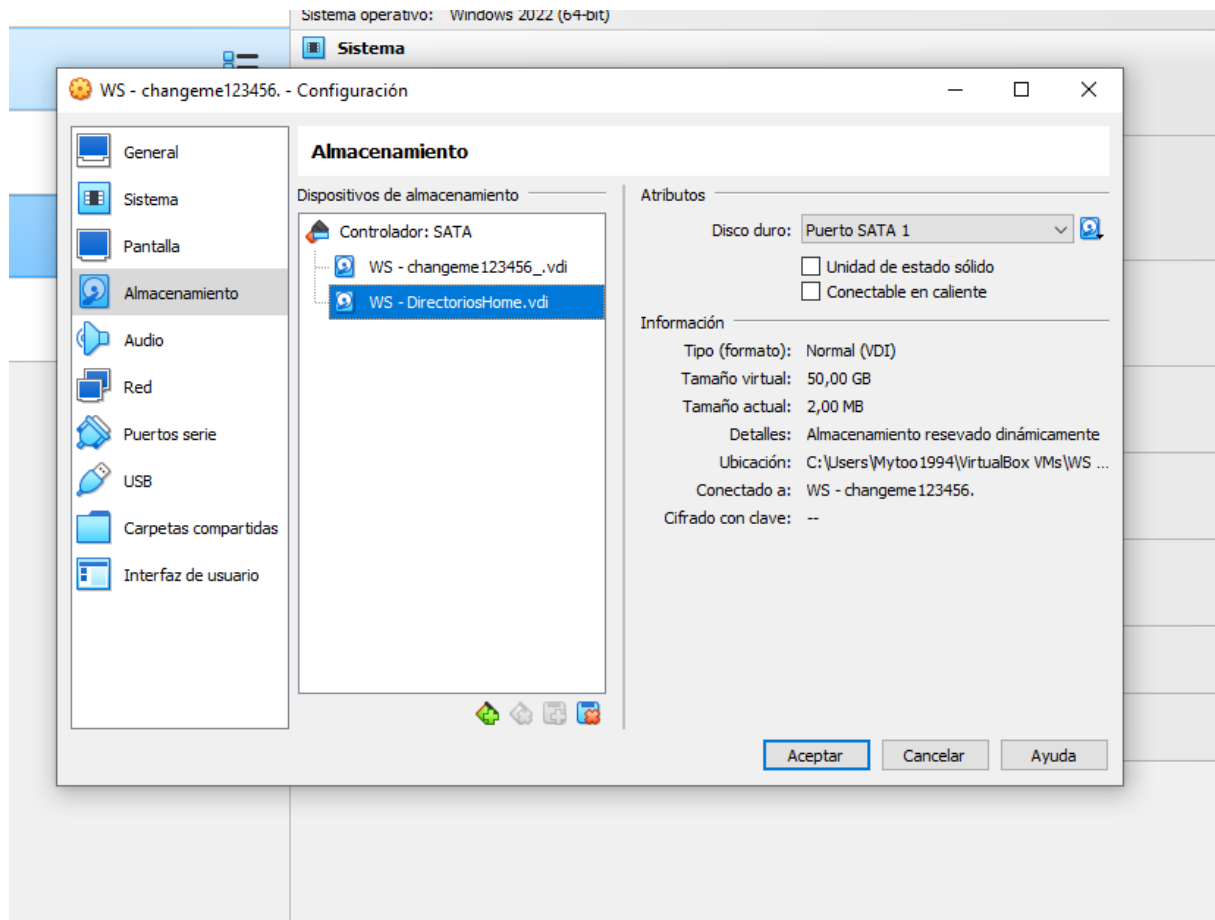 Sistema operativo: Windows 2022 (64-bit)
Sistema
WS - changeme123456. - Configuración
General
Sistema
Pantalla
Almacenamiento
Audio
Red
Puertos serie
USB
Carpetas compartidas
Interfaz de usuario
Almacenamiento
Dispositivos de almacenamiento
Controlador: SATA
WS - changeme123456_.vdi
WS - DirectoriosHome.vdi
Atributos
Disco duro: Puerto SATA 1
Unidad de estado sólido
Conectable en caliente
Información
Tipo (formato): Normal (VDI)
Tamaño virtual: 50,00 GB
Tamaño actual: 2,00 MB
Detalles: Almacenamiento resevado dinámicamente
Ubicación: C:\Users\Mytoo1994\VirtualBox VMs\WS ...
Conectado a: WS - changeme123456.
Cifrado con clave: --
Aceptar
Cancelar
Ayuda